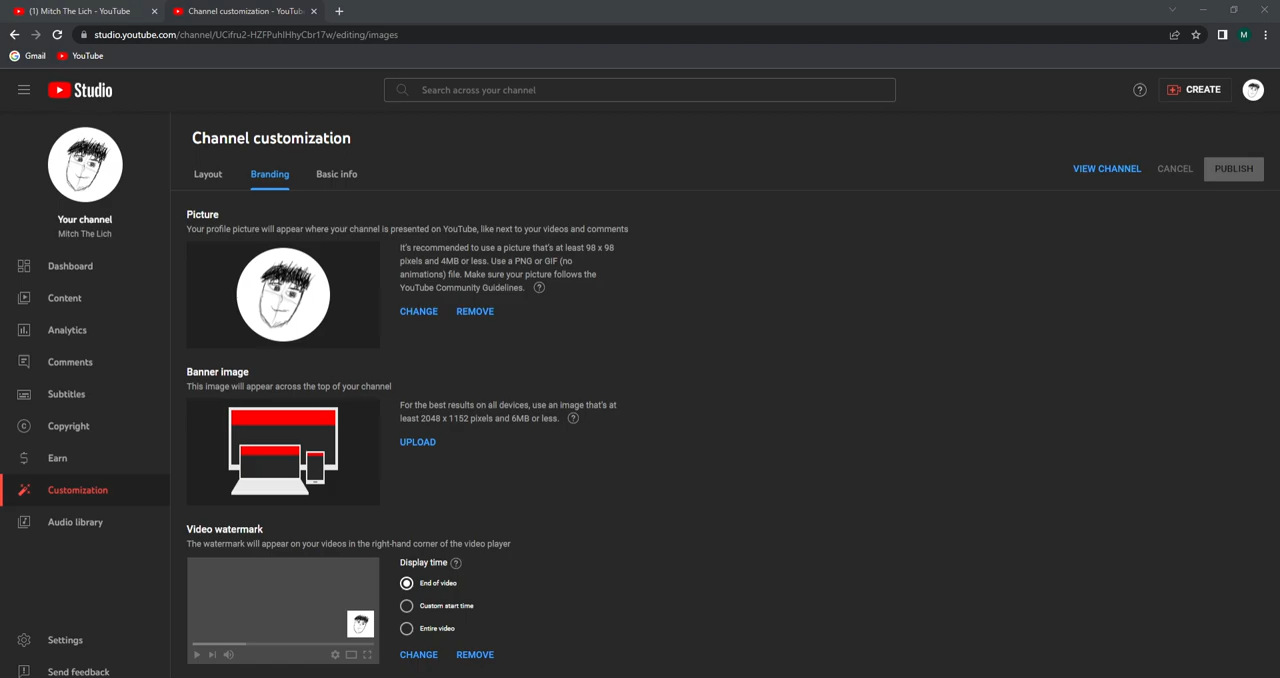 (1) Mitch The Lich - YouTube
Channel customization - YouTub
studio.youtube.com/channel/UCifru2-HZFPuhIHhyCbr17w/editing/images
M
Gmail
YouTube
Studio
Search across your channel
CREATE
Your channel
Mitch The Lich
Dashboard
Content
Analytics
Comments
Subtitles
Copyright
Earn
Customization
Audio library
Settings
Send feedback
Channel customization
Layout
Branding
Basic info
VIEW CHANNEL
CANCEL
PUBLISH
Picture
Your profile picture will appear where your channel is presented on YouTube, like next to your videos and comments
It's recommended to use a picture that's at least 98 x 98
pixels and 4MB or less. Use a PNG or GIF (no
animations) file. Make sure your picture follows the
YouTube Community Guidelines.
CHANGE
REMOVE
Banner image
This image will appear across the top of your channel
For the best results on all devices, use an image that's at
least 2048 x 1152 pixels and 6MB or less.
UPLOAD
Video watermark
The watermark will appear on your videos in the right-hand corner of the video player
Display time
End of video
Custom start time
Entire video
CHANGE
REMOVE